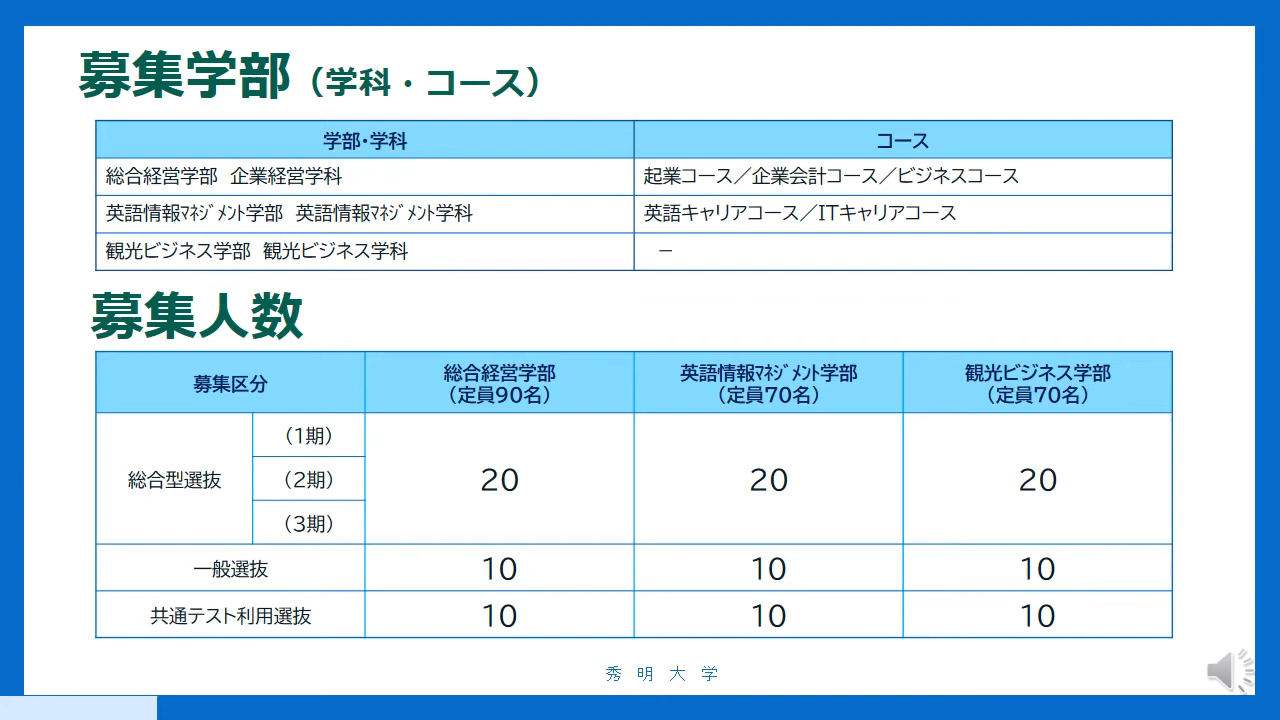 募集学部（学科・コース）
学部・学科 コース
総合経営学部 企業経営学科 起業コース／企業会計コース／ビジネスコース
英語情報ﾏﾈｼﾞﾒﾝﾄ学部 英語情報ﾏﾈｼﾞﾒﾝﾄ学科 英語キャリアコース／ITキャリアコース
観光ビジネス学部 観光ビジネス学科 －
募集人数
募集区分 総合経営学部 英語情報ﾏﾈｼﾞﾒﾝﾄ学部 観光ビジネス学部
（定員90名） （定員70名） （定員70名）
（1期）
総合型選抜 （2期） 20 20 20
（3期）
一般選抜 10 10 10
共通テスト利用選抜 10 10 10
秀明大学